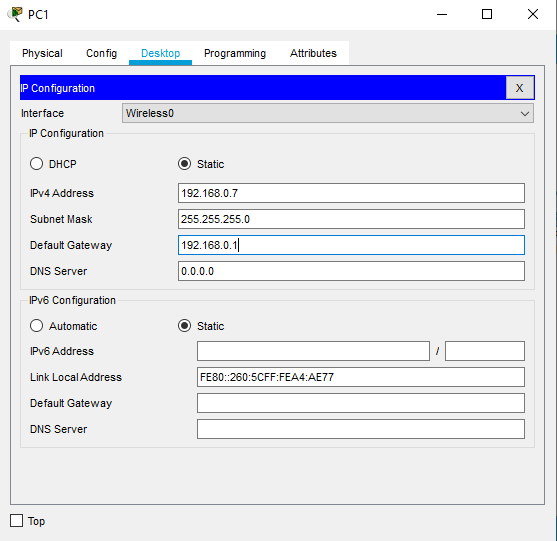 PC1
Physical Config Desktop Programming Attributes
IP Configuration X
Interface Wireless0
IP Configuration
DHCP Static
IPv4 Address 192.168.0.7
Subnet Mask 255.255.255.0
Default Gateway 192.168.0.1
DNS Server 0.0.0.0
IPv6 Configuration
Automatic Static
IPv6 Address /
Link Local Address FE80::260:5CFF:FEA4:AE77
Default Gateway
DNS Server
Top